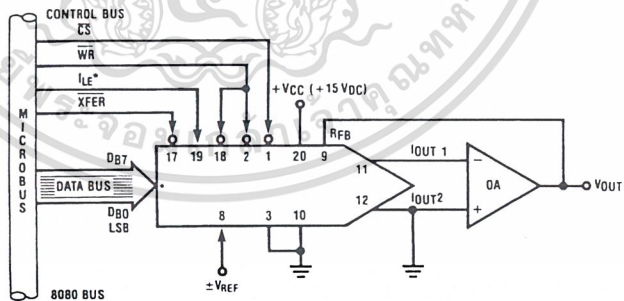 CONTROL BUS
CS
WR
ILE*
XFER
+VCC (+15 VDC)
RFB
17 19 18 2 1 20 9
IOUT 1
11
12
IOUT2
OA
VOUT
MICROBUS
DB7
DATA BUS
DB0
LSB
8 3 10
±VREF
8080 BUS